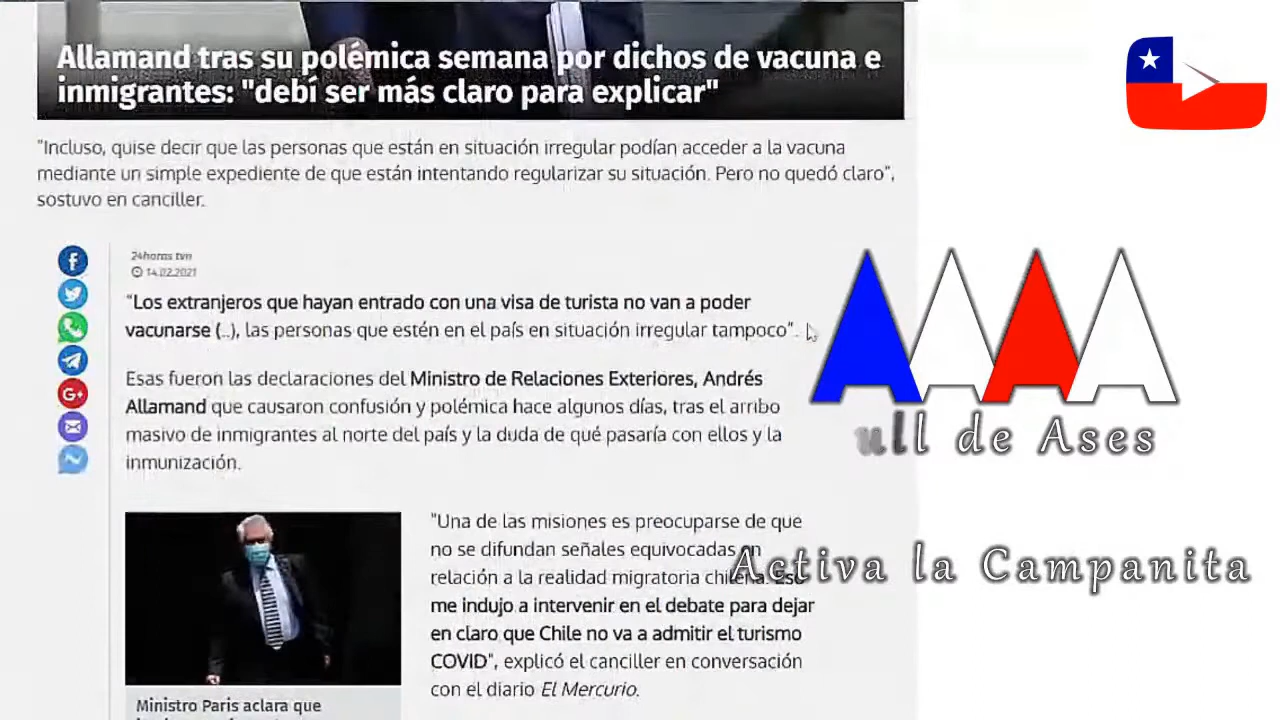 Allamand tras su polémica semana por dichos de vacuna e
inmigrantes: "debí ser más claro para explicar"
"Incluso, quise decir que las personas que están en situación irregular podían acceder a la vacuna
mediante un simple expediente de que están intentando regularizar su situación. Pero no quedó claro",
sostuvo en canciller.
24horas tvn
14.02.2021
"Los extranjeros que hayan entrado con una visa de turista no van a poder
vacunarse (...), las personas que estén en el país en situación irregular tampoco".
Esas fueron las declaraciones del Ministro de Relaciones Exteriores, Andrés
Allamand que causaron confusión y polémica hace algunos días, tras el arribo
masivo de inmigrantes al norte del país y la duda de qué pasaría con ellos y la
inmunización.
"Una de las misiones es preocuparse de que
no se difundan señales equivocadas en
relación a la realidad migratoria chilena. Eso
me indujo a intervenir en el debate para dejar
en claro que Chile no va a admitir el turismo
COVID", explicó el canciller en conversación
con el diario El Mercurio.
Ministro Paris aclara que
AAAA
ull de Ases
Activa la Campanita